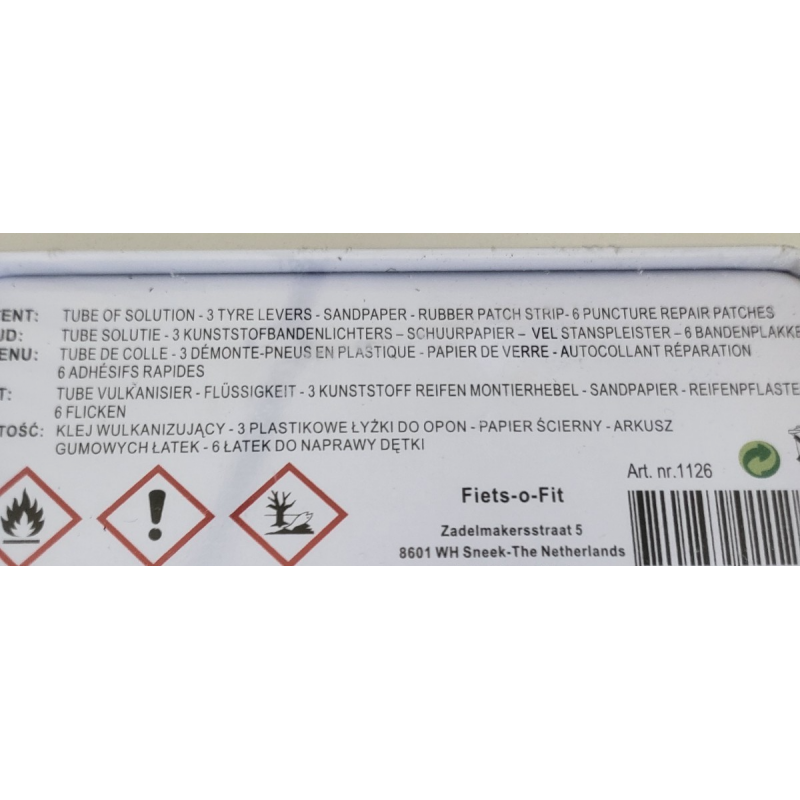 CENT: TUBE OF SOLUTION - 3 TYRE LEVERS - SANDPAPER - RUBBER PATCH STRIP- 6 PUNCTURE REPAIR PATCHES
UD: TUBE SOLUTIE - 3 KUNSTSTOFBANDENLICHTERS – SCHUURPAPIER – VEL STANSPLEISTER – 6 BANDENPLAKKE
ENU: TUBE DE COLLE - 3 DÉMONTE-PNEUS EN PLASTIQUE - PAPIER DE VERRE - AUTOCOLLANT RÉPARATION
6 ADHÉSIFS RAPIDES
T: TUBE VULKANISIER - FLÜSSIGKEIT - 3 KUNSTSTOFF REIFEN MONTIERHEBEL - SANDPAPIER - REIFENPFLASTE
6 FLICKEN
TOŚĆ: KLEJ WULKANIZUJĄCY - 3 PLASTIKOWE ŁYŻKI DO OPON - PAPIER ŚCIERNY - ARKUSZ
GUMOWYCH ŁATEK - 6 ŁATEK DO NAPRAWY DĘTKI
Art. nr.1126
Fiets-o-Fit
Zadelmakersstraat 5
8601 WH Sneek-The Netherlands